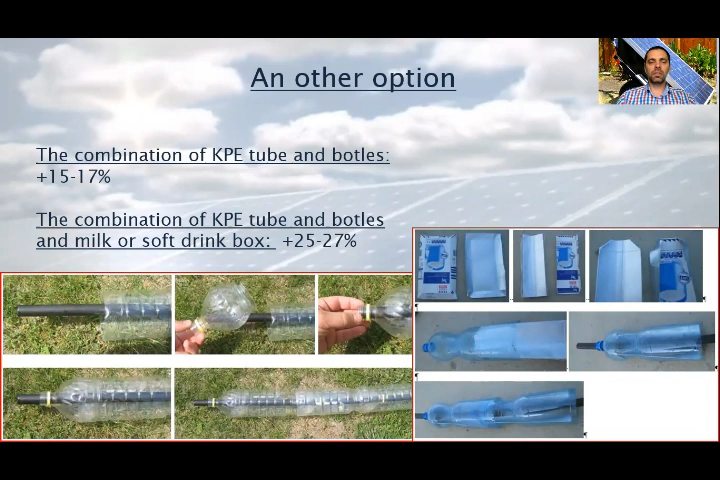 An other option
The combination of KPE tube and botles:
+15-17%
The combination of KPE tube and botles
and milk or soft drink box: +25-27%